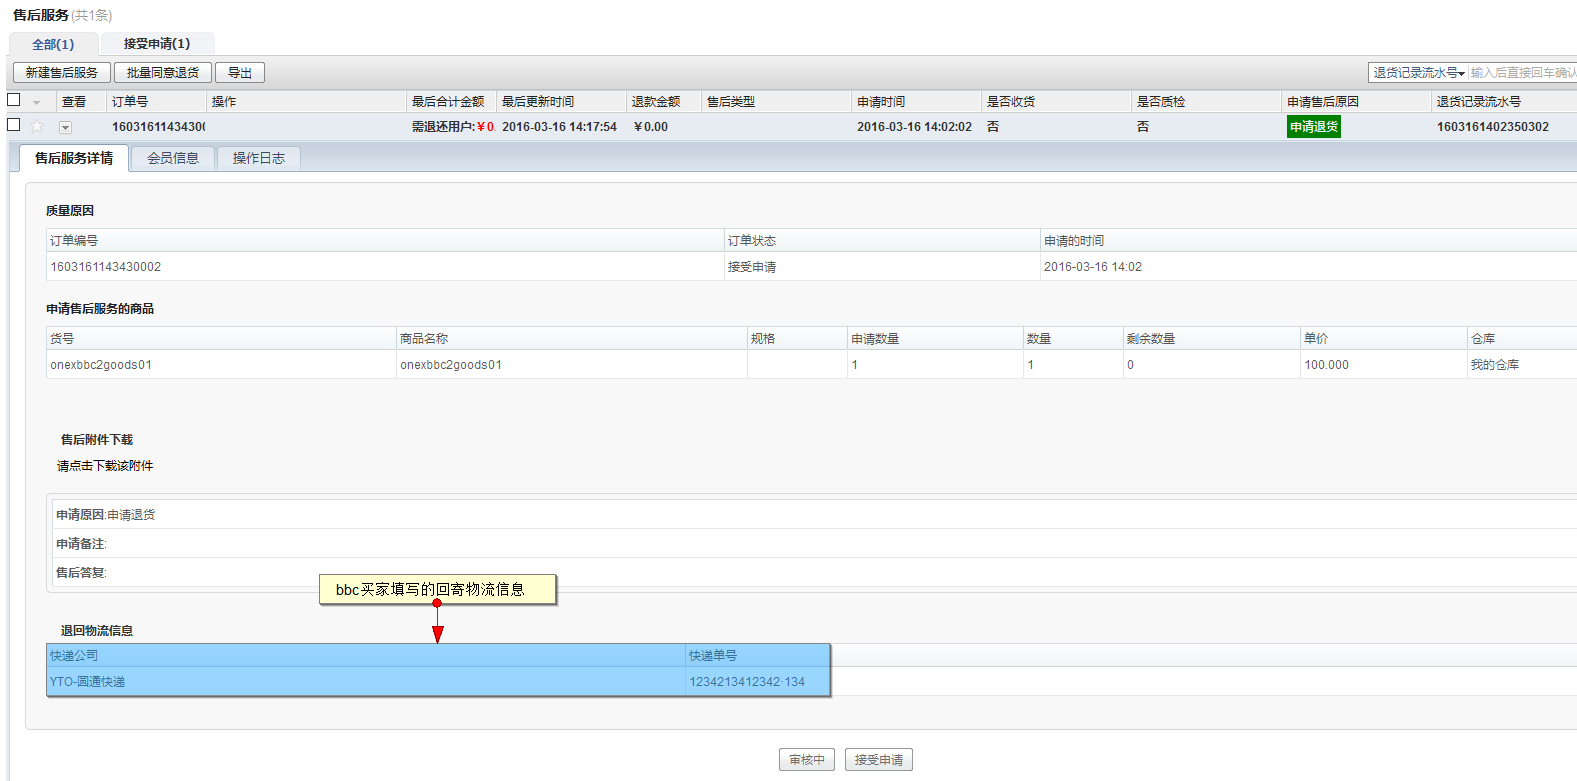 售后服务(共1条)
全部(1) 接受申请(1)
新建售后服务 批量同意退货 导出 退货记录流水号 输入后直接回车确认
查看 订单号 操作 最后合计金额 最后更新时间 退款金额 售后类型 申请时间 是否收货 是否质检 申请售后原因 退货记录流水号
160316114343000 需退还用户:￥0. 2016-03-16 14:17:54 ￥0.00 2016-03-16 14:02:02 否 否 申请退货 1603161402350302
售后服务详情 会员信息 操作日志
质量原因
订单编号 订单状态 申请的时间
1603161143430002 接受申请 2016-03-16 14:02
申请售后服务的商品
货号 商品名称 规格 申请数量 数量 剩余数量 单价 仓库
onexbbc2goods01 onexbbc2goods01 1 1 0 100.000 我的仓库
售后附件下载
请点击下载该附件
申请原因:申请退货
申请备注:
售后答复:
bbc买家填写的回寄物流信息
退回物流信息
快递公司 快递单号
YTO-圆通快递 1234213412342-134
审核中 接受申请